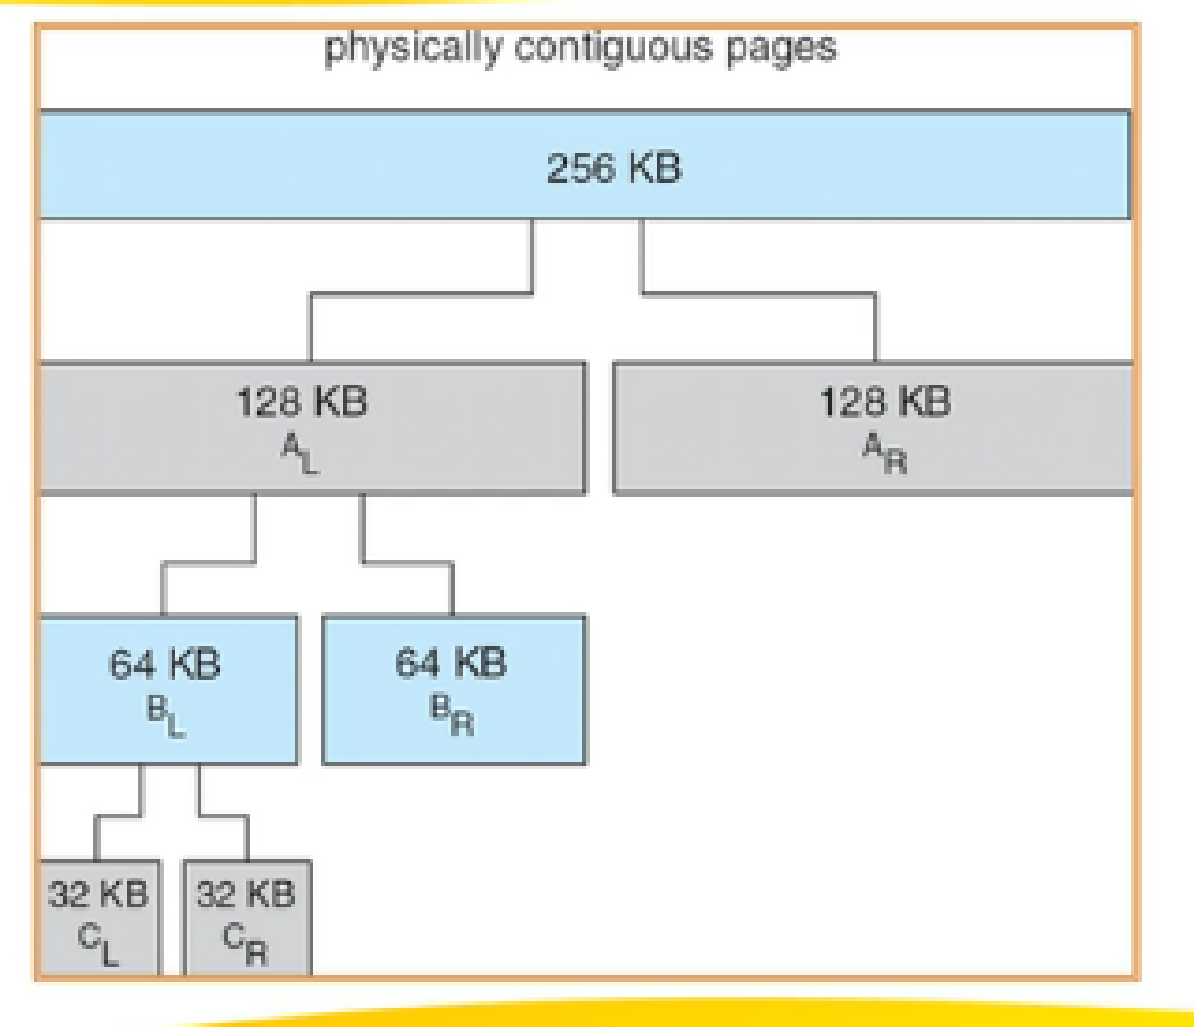 physically contiguous pages
256 KB
128 KB
128 KB
AL
AR
64 KB
64 KB
BL
BR
32 KB
32 KB
CL
CR